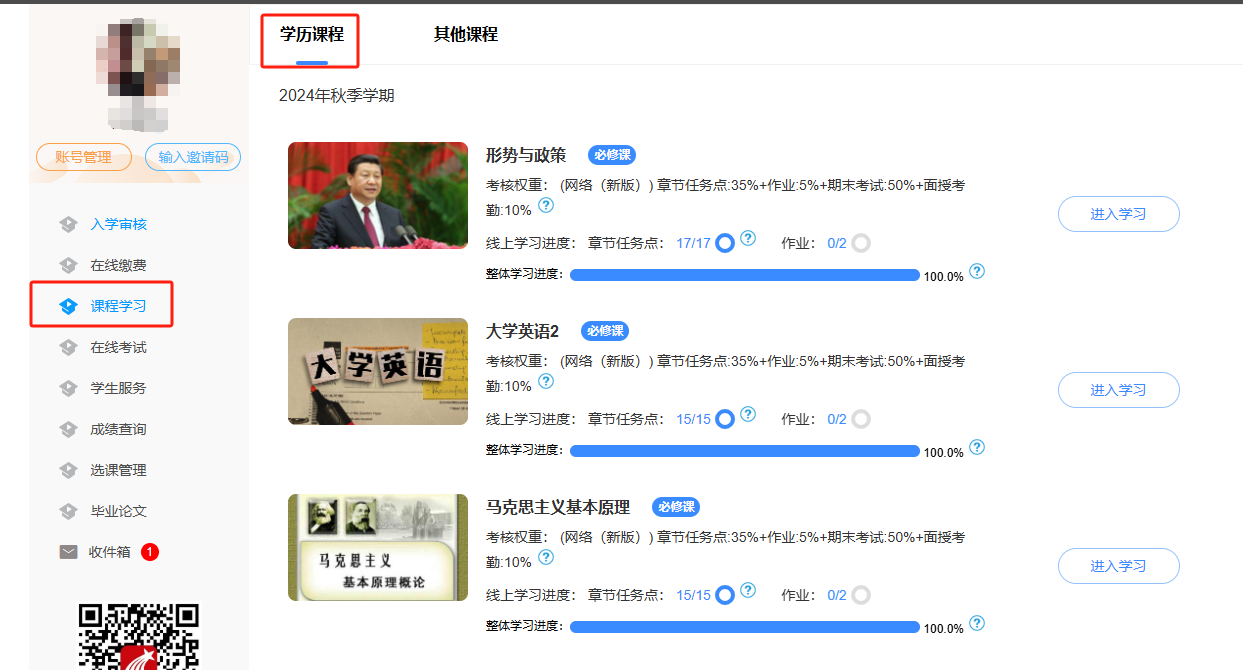 学历课程
其他课程
2024年秋季学期
账号管理
输入邀请码
入学审核
在线缴费
课程学习
在线考试
学生服务
成绩查询
选课管理
毕业论文
收件箱 1
形势与政策 必修课
考核权重: (网络（新版）) 章节任务点:35%+作业:5%+期末考试:50%+面授考
勤:10% ?
线上学习进度: 章节任务点: 17/17 ? 作业: 0/2
整体学习进度: 100.0% ?
进入学习
大学英语
大学英语2 必修课
考核权重: (网络（新版）) 章节任务点:35%+作业:5%+期末考试:50%+面授考
勤:10% ?
线上学习进度: 章节任务点: 15/15 ? 作业: 0/2
整体学习进度: 100.0% ?
进入学习
马克思主义
基本原理概论
马克思主义基本原理 必修课
考核权重: (网络（新版）) 章节任务点:35%+作业:5%+期末考试:50%+面授考
勤:10% ?
线上学习进度: 章节任务点: 15/15 ? 作业: 0/2
整体学习进度: 100.0% ?
进入学习